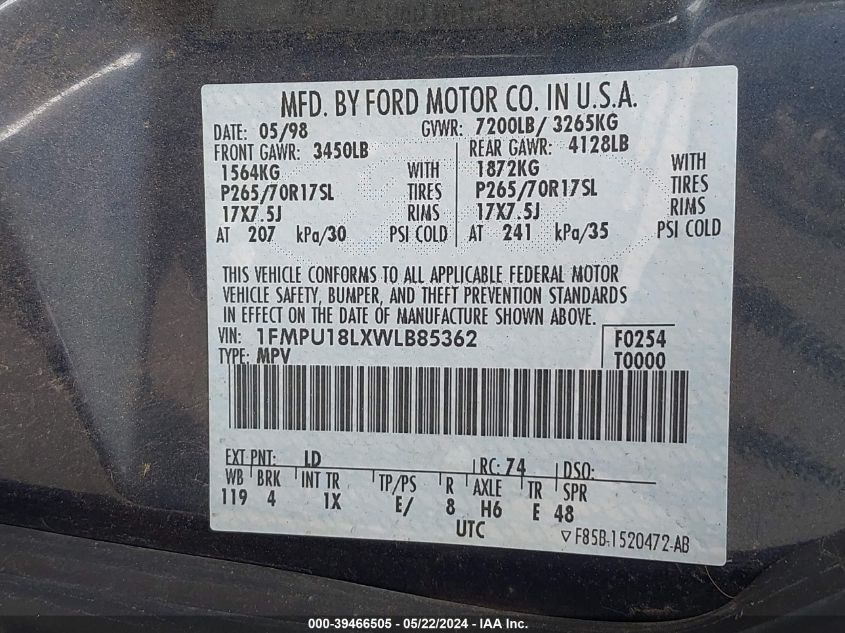 MFD. BY FORD MOTOR CO. IN U.S.A.
DATE: 05/98 GVWR: 7200LB/ 3265KG
FRONT GAWR: 3450LB REAR GAWR: 4128LB
1564KG WITH 1872KG WITH
P265/70R17SL TIRES P265/70R17SL TIRES
17X7.5J RIMS 17X7.5J RIMS
AT 207 kPa/30 PSI COLD AT 241 kPa/35 PSI COLD
THIS VEHICLE CONFORMS TO ALL APPLICABLE FEDERAL MOTOR
VEHICLE SAFETY, BUMPER, AND THEFT PREVENTION STANDARDS
IN EFFECT ON THE DATE OF MANUFACTURE SHOWN ABOVE.
VIN: 1FMPU18LXWLB85362 F0254
TYPE: MPV T0000
EXT PNT: LD RC: 74 DSO:
WB BRK INT TR TP/PS R AXLE TR SPR
119 4 1X E/ 8 H6 E 48
UTC
F85B-1520472-AB
000-39466505 - 05/22/2024 - IAA Inc.